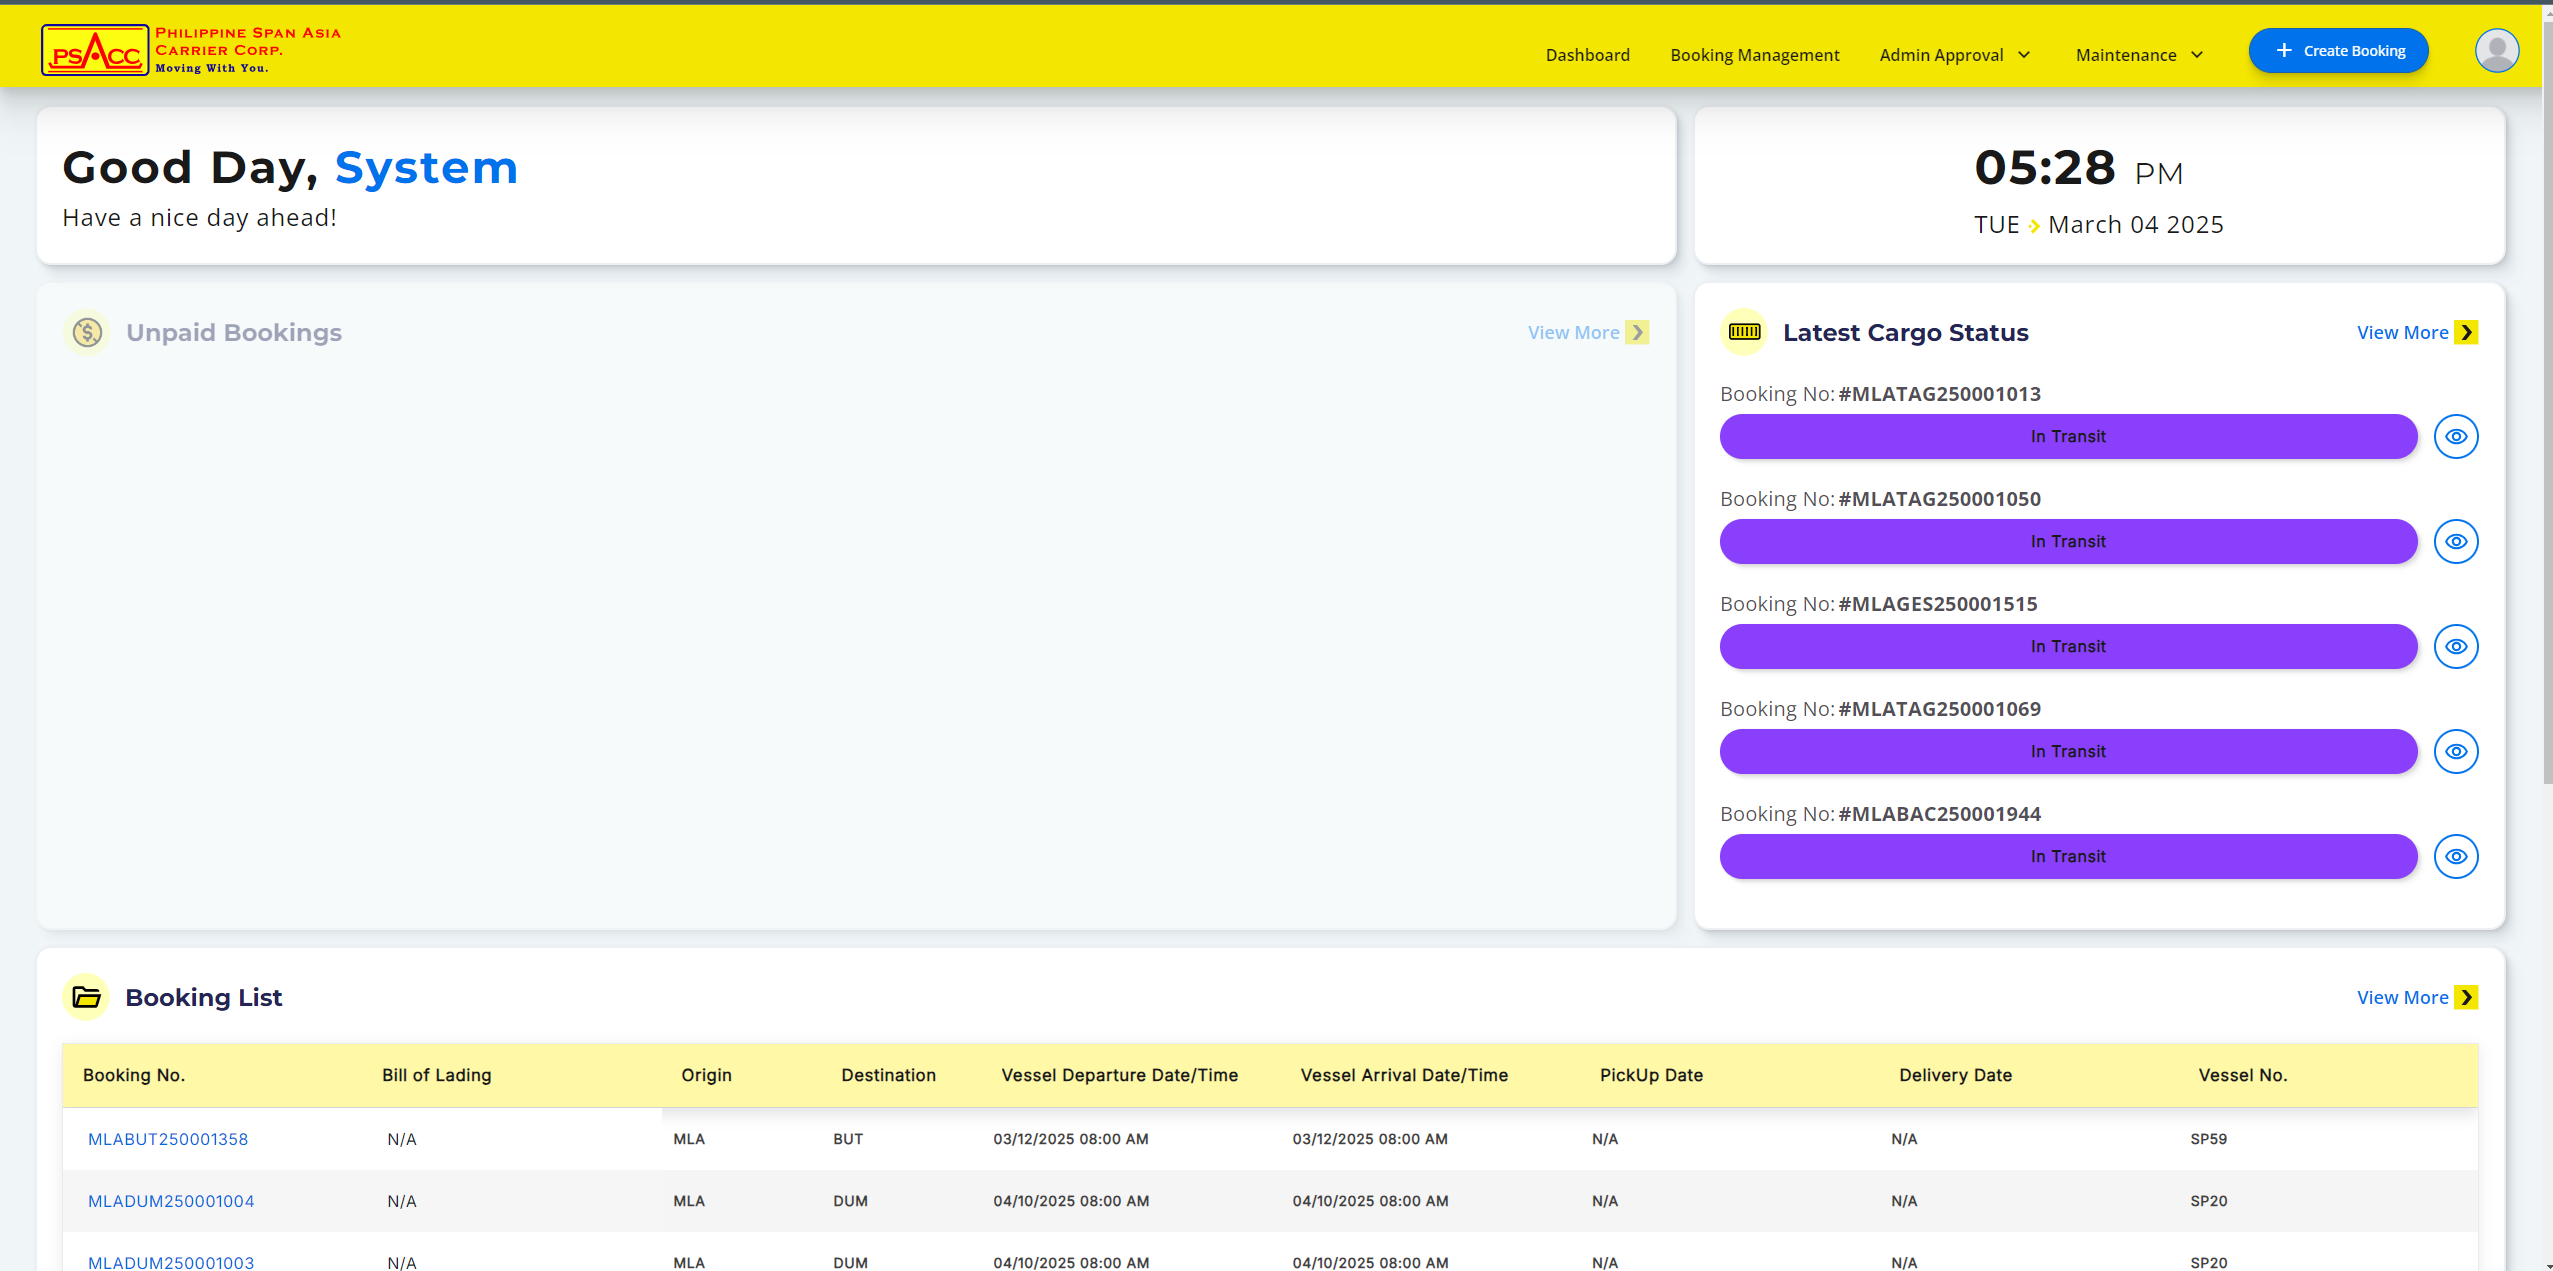 PSACC
PHILIPPINE SPAN ASIA
CARRIER CORP.
Moving With You.
Dashboard
Booking Management
Admin Approval
Maintenance
Create Booking
Good Day, System
Have a nice day ahead!
05:28 PM
TUE March 04 2025
Unpaid Bookings
View More
Latest Cargo Status
View More
Booking No: #MLATAG250001013
In Transit
Booking No: #MLATAG250001050
In Transit
Booking No: #MLAGES250001515
In Transit
Booking No: #MLATAG250001069
In Transit
Booking No: #MLABAC250001944
In Transit
Booking List
View More
Booking No. Bill of Lading Origin Destination Vessel Departure Date/Time Vessel Arrival Date/Time PickUp Date Delivery Date Vessel No.
MLABUT250001358 N/A MLA BUT 03/12/2025 08:00 AM 03/12/2025 08:00 AM N/A N/A SP59
MLADUM250001004 N/A MLA DUM 04/10/2025 08:00 AM 04/10/2025 08:00 AM N/A N/A SP20
MLADUM250001003 N/A MLA DUM 04/10/2025 08:00 AM 04/10/2025 08:00 AM N/A N/A SP20